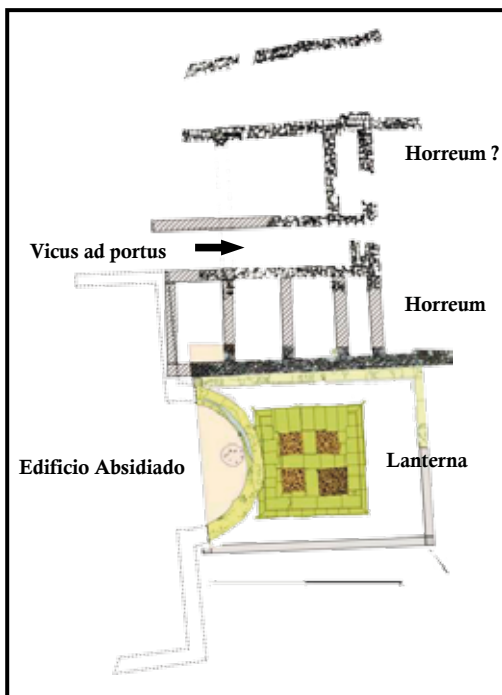 Horreum ?
Vicus ad portus
Horreum
Edificio Absidiado
Lanterna